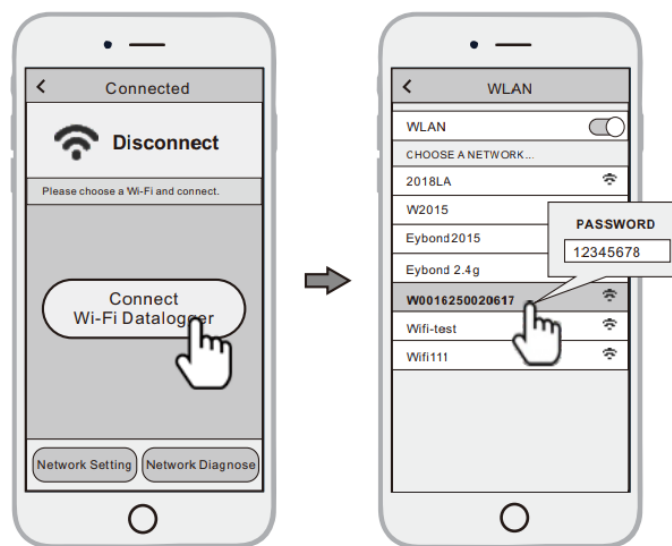 Connected
Disconnect
Please choose a Wi-Fi and connect.
Connect
Wi-Fi Datalogger
Network Setting
Network Diagnose
WLAN
WLAN
CHOOSE A NETWORK...
2018LA
W2015
Eybond2015
Eybond 2.4g
W0016250020617
Wifi-test
Wifi111
PASSWORD
12345678